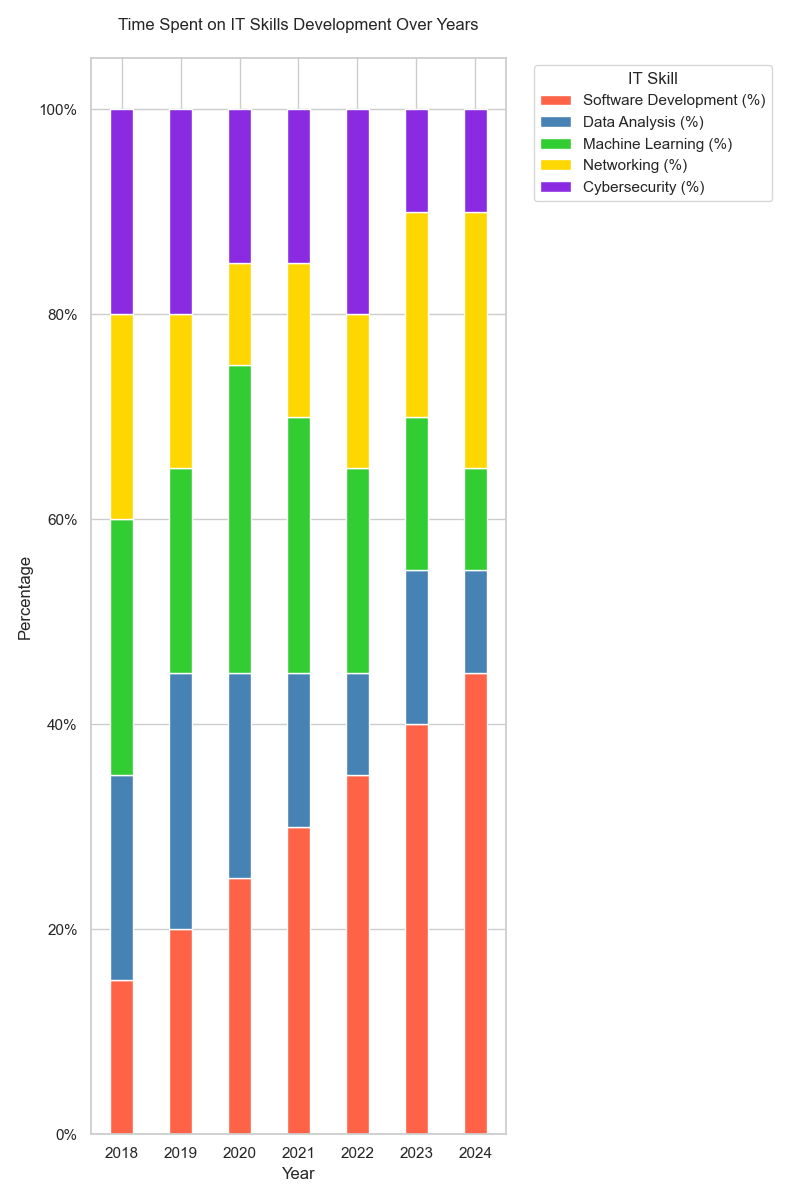 Time Spent on IT Skills Development Over Years
IT Skill
Software Development (%)
Data Analysis (%)
Machine Learning (%)
Networking (%)
Cybersecurity (%)
Percentage
100%
80%
60%
40%
20%
0%
2018 2019 2020 2021 2022 2023 2024
Year